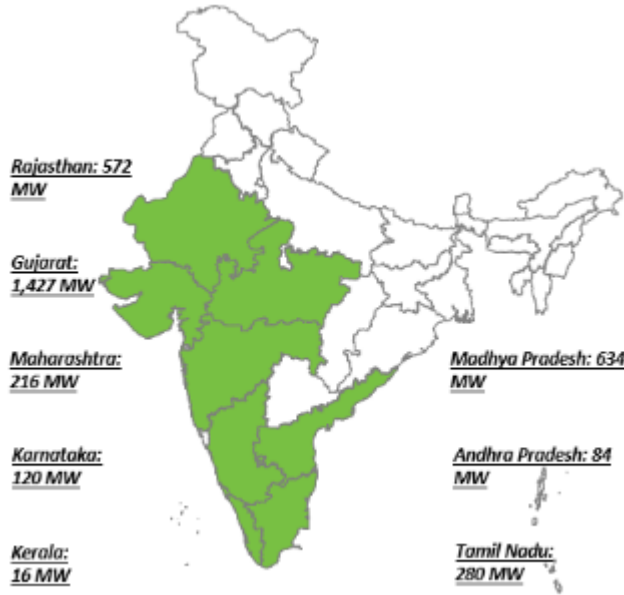 Rajasthan: 572
MW
Gujarat:
1,427 MW
Maharashtra:
216 MW
Madhya Pradesh: 634
MW
Karnataka:
120 MW
Andhra Pradesh: 84
MW
Kerala:
16 MW
Tamil Nadu:
280 MW